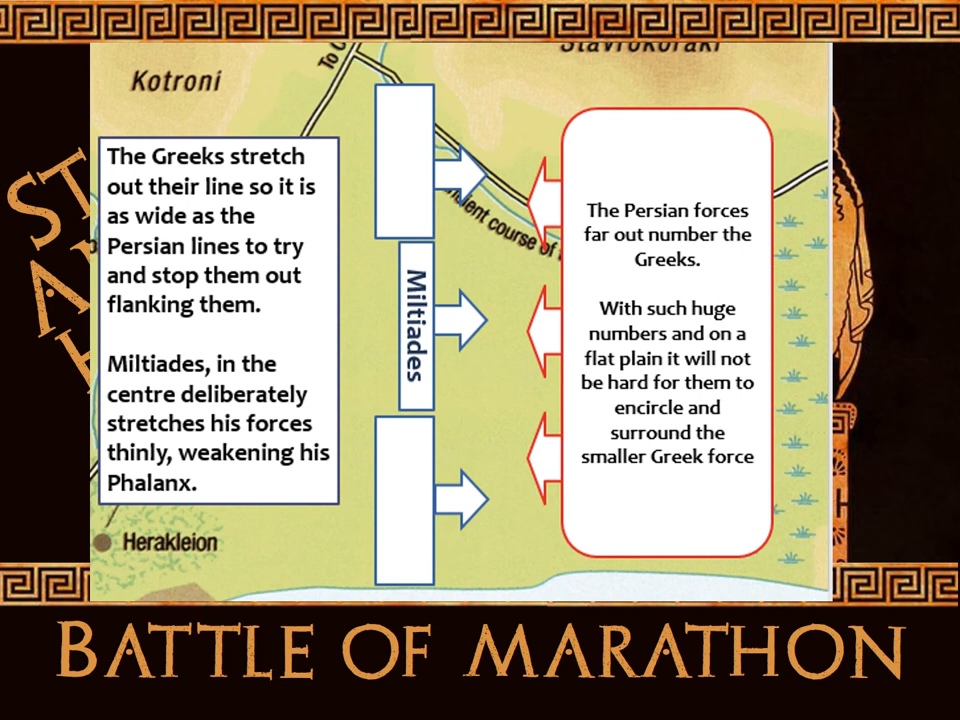 Kotroni
To
Stavrokoraki
The Greeks stretch
out their line so it is
as wide as the
Persian lines to try
and stop them out
flanking them.
Miltiades, in the
centre deliberately
stretches his forces
thinly, weakening his
Phalanx.
Miltiades
course of
The Persian forces
far out number the
Greeks.
With such huge
numbers and on a
flat plain it will not
be hard for them to
encircle and
surround the
smaller Greek force
Herakleion
BATTLE OF MARATHON